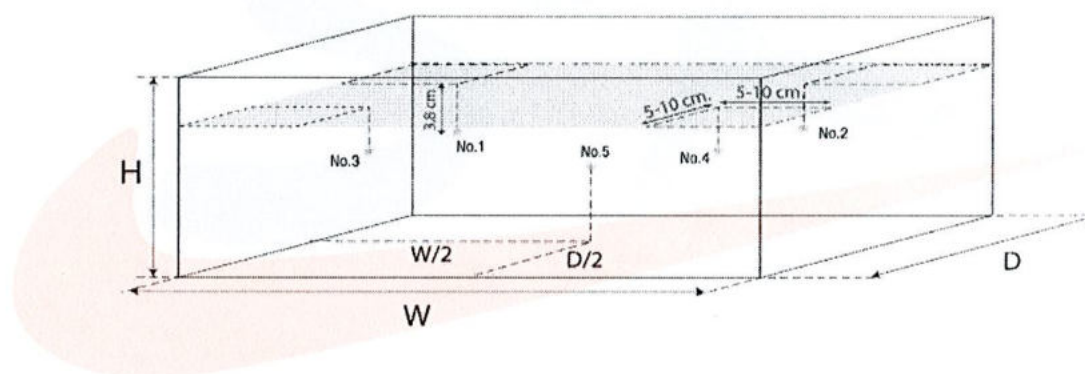 5-10 cm.
5-10 cm.
3.8 cm.
No.2
No.1
No.5
No.4
No.3
H
W/2
D/2
D
W